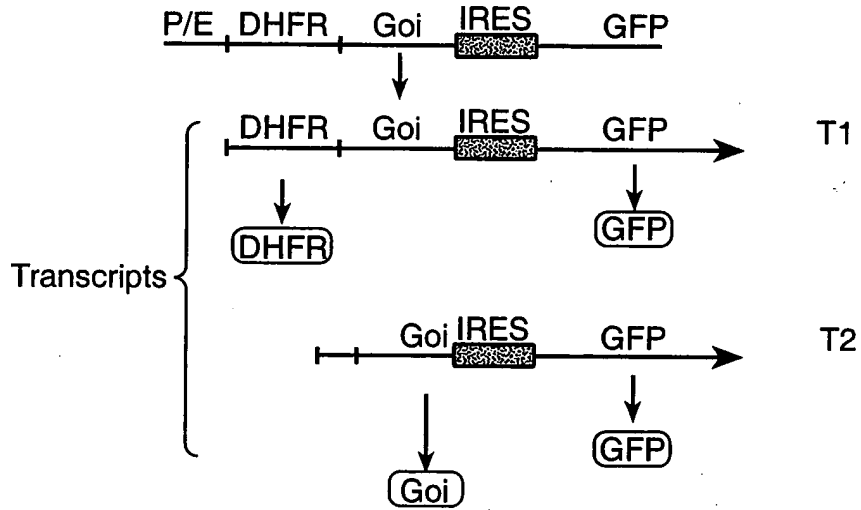 P/E DHFR Goi IRES GFP
DHFR Goi IRES GFP T1
DHFR GFP
Transcripts
Goi IRES GFP T2
Goi GFP